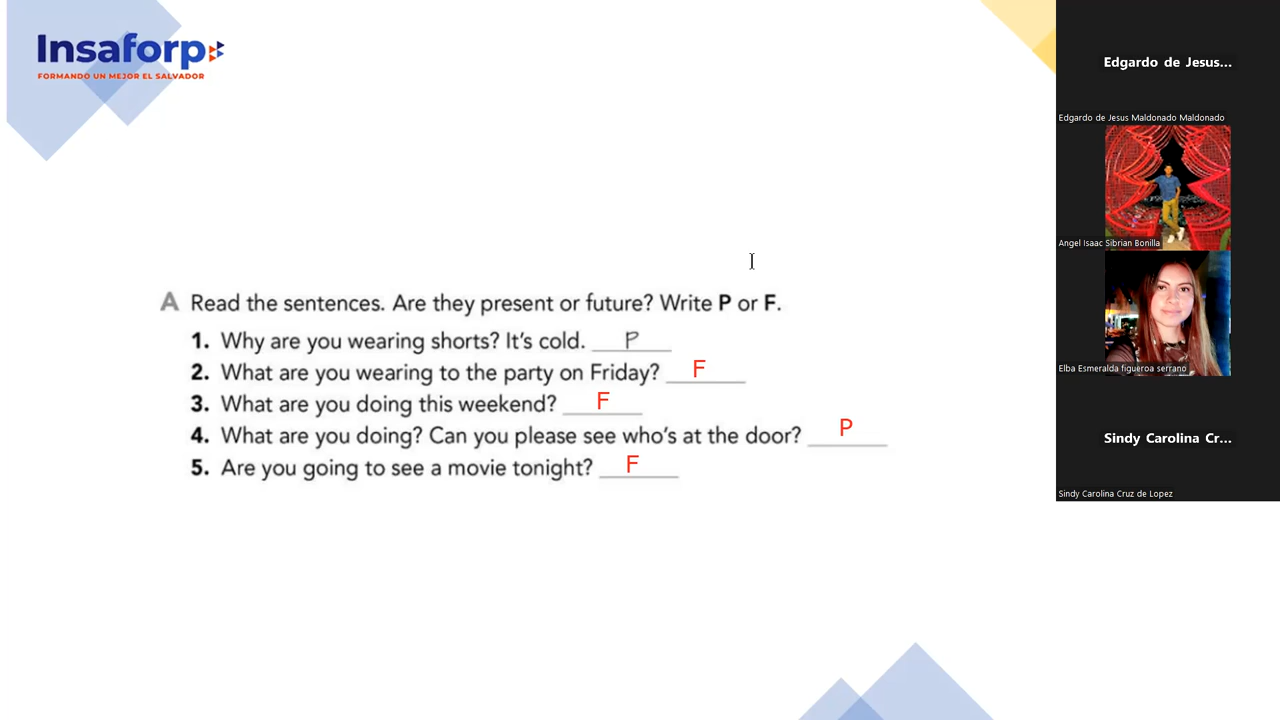 Insaforp
FORMANDO UN MEJOR EL SALVADOR
A Read the sentences. Are they present or future? Write P or F.
1. Why are you wearing shorts? It's cold. P
2. What are you wearing to the party on Friday? F
3. What are you doing this weekend? F
4. What are you doing? Can you please see who's at the door? P
5. Are you going to see a movie tonight? F
Edgardo de Jesus...
Edgardo de Jesus Maldonado Maldonado
Angel Isaac Sibrian Bonilla
Elba Esmeralda figueroa serrano
Sindy Carolina Cr...
Sindy Carolina Cruz de Lopez